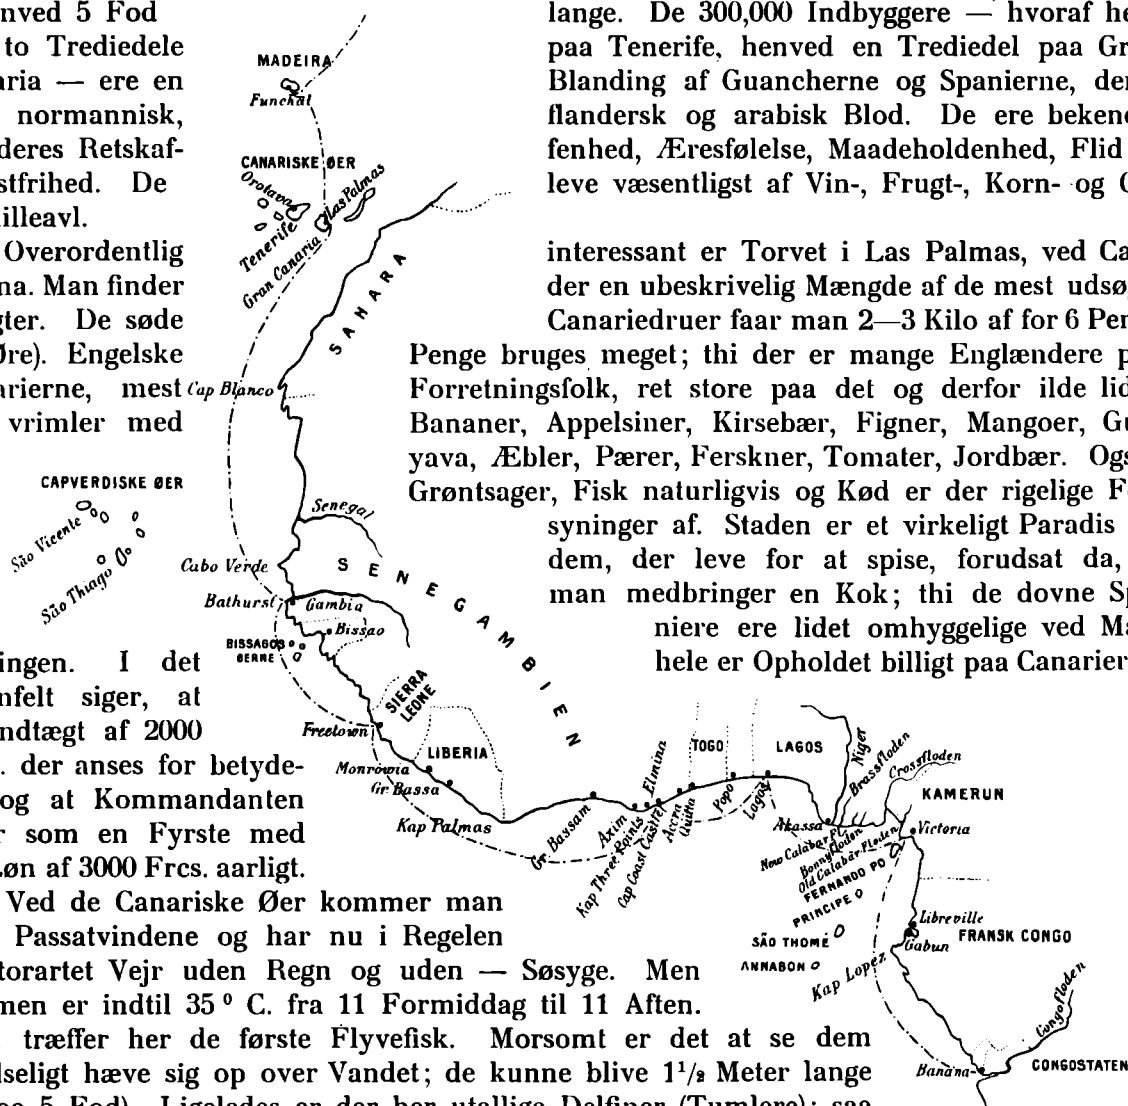 nved 5 Fod
to Trediedele
aria — ere en
normannisk,
deres Retskaf-
stfrihed. De
illeavl.
Overordentlig
na. Man finder
gter. De søde
Øre). Engelske
arierne, mest
vrimler med
lange. De 300,000 Indbyggere — hvoraf he
paa Tenerife, henved en Trediedel paa Gr
Blanding af Guancherne og Spanierne, der
flandersk og arabisk Blod. De ere beken
fenhed, Æresfølelse, Maadeholdenhed, Flid
leve væsentligst af Vin-, Frugt-, Korn- og
interessant er Torvet i Las Palmas, ved Ca
der en ubeskrivelig Mængde af de mest udsø
Canariedruer faar man 2—3 Kilo af for 6 Pen
Penge bruges meget; thi der er mange Englændere p
Forretningsfolk, ret store paa det og derfor ilde lid
Bananer, Appelsiner, Kirsebær, Figner, Mangoer, Gu
yava, Æbler, Pærer, Ferskner, Tomater, Jordbær. Ogs
Grøntsager, Fisk naturligvis og Kød er der rigelige F
syninger af. Staden er et virkeligt Paradis
dem, der leve for at spise, forudsat da,
man medbringer en Kok; thi de dovne Sp
niere ere lidet omhyggelige ved Ma
hele er Opholdet billigt paa Canarier
MADEIRA
Funchal
CANARISKE ØER
Orotava
Las Palmas
Tenerife
Gran Canaria
SAHARA
Cap Blanco
CAPVERDISKE ØER
São Vicente
São Thiago
Senegal
Cabo Verde
SENEGAMBIEN
Bathurst
Gambia
Bissao
BISSAGOS
ØERNE
SIERRA
LEONE
Freetown
LIBERIA
Monrowia
Gr. Bassa
Kap Palmas
Gr. Bassam
Axim
Kap Three Points
Cap Coast Castle
Elmina
Accra
Quitta
TOGO
Popo
Lagos
LAGOS
Niger
Brassfloden
Crossfloden
KAMERUN
Akassa
Victoria
New Calabar Fl.
Bonnyfloden
Old Calabar Floden
FERNANDO PO
PRINCIPE
SÃO THOMÉ
ANNABON
Libreville
Gabun
FRANSK CONGO
Kap Lopez
Congofloden
Banana
CONGOSTATEN
ingen. I det
nfelt siger, at
ndtægt af 2000
. der anses for betyde-
og at Kommandanten
r som en Fyrste med
Løn af 3000 Frcs. aarligt.
Ved de Canariske Øer kommer man
Passatvindene og har nu i Regelen
torartet Vejr uden Regn og uden — Søsyge. Men
men er indtil 35° C. fra 11 Formiddag til 11 Aften.
træffer her de første Flyvefisk. Morsomt er det at se dem
lseligt hæve sig op over Vandet; de kunne blive 1½ Meter lange
5 Fod). Ligeledes er der her utallige Delfiner (Tumlere); saa